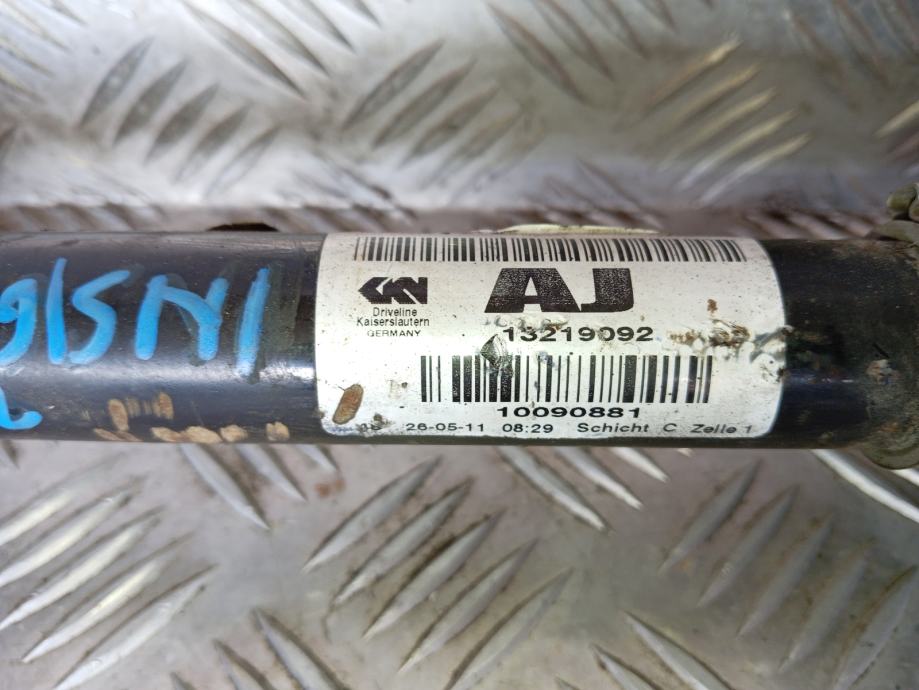 GKN
Driveline
Kaiserslautern
GERMANY
AJ
13219092
10090881
26-05-11 08:29 Schicht C Zelle 1